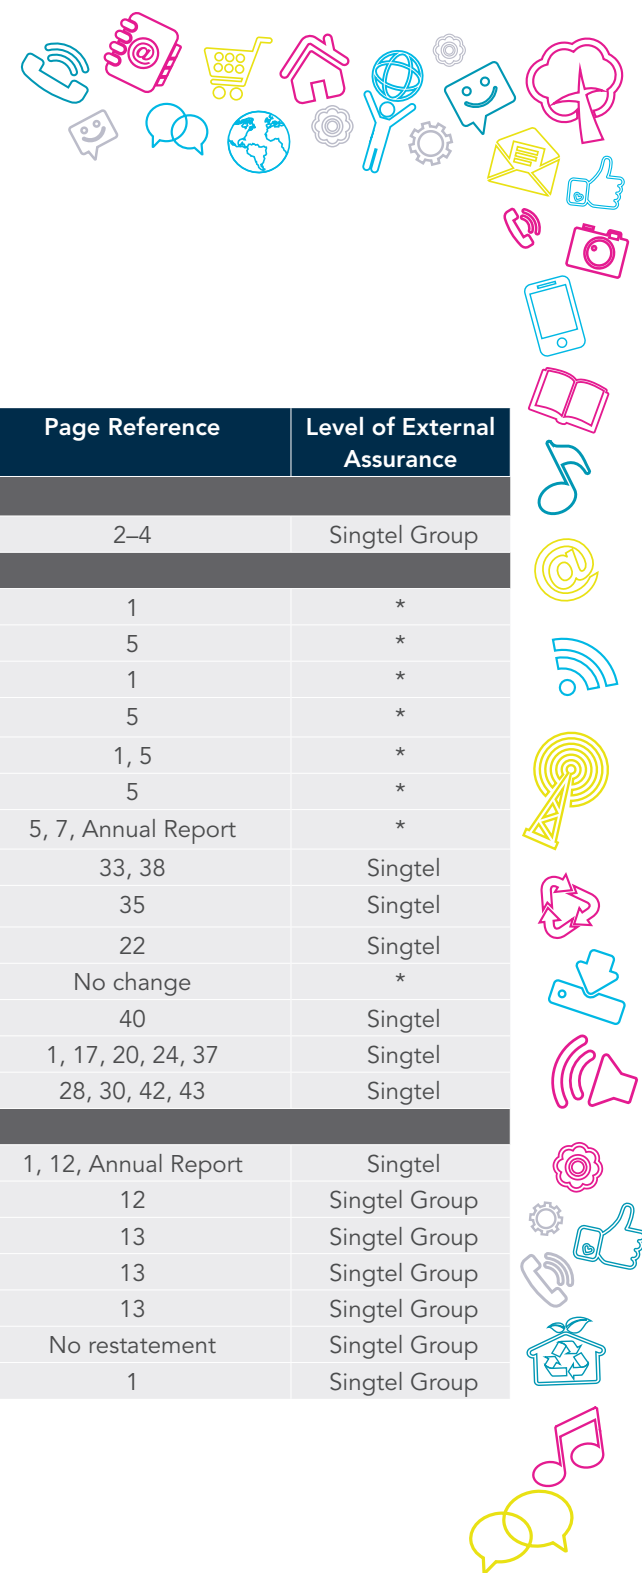 Page Reference Level of External
Assurance
2–4 Singtel Group
1 *
5 *
1 *
5 *
1, 5 *
5 *
5, 7, Annual Report *
33, 38 Singtel
35 Singtel
22 Singtel
No change *
40 Singtel
1, 17, 20, 24, 37 Singtel
28, 30, 42, 43 Singtel
1, 12, Annual Report Singtel
12 Singtel Group
13 Singtel Group
13 Singtel Group
13 Singtel Group
No restatement Singtel Group
1 Singtel Group